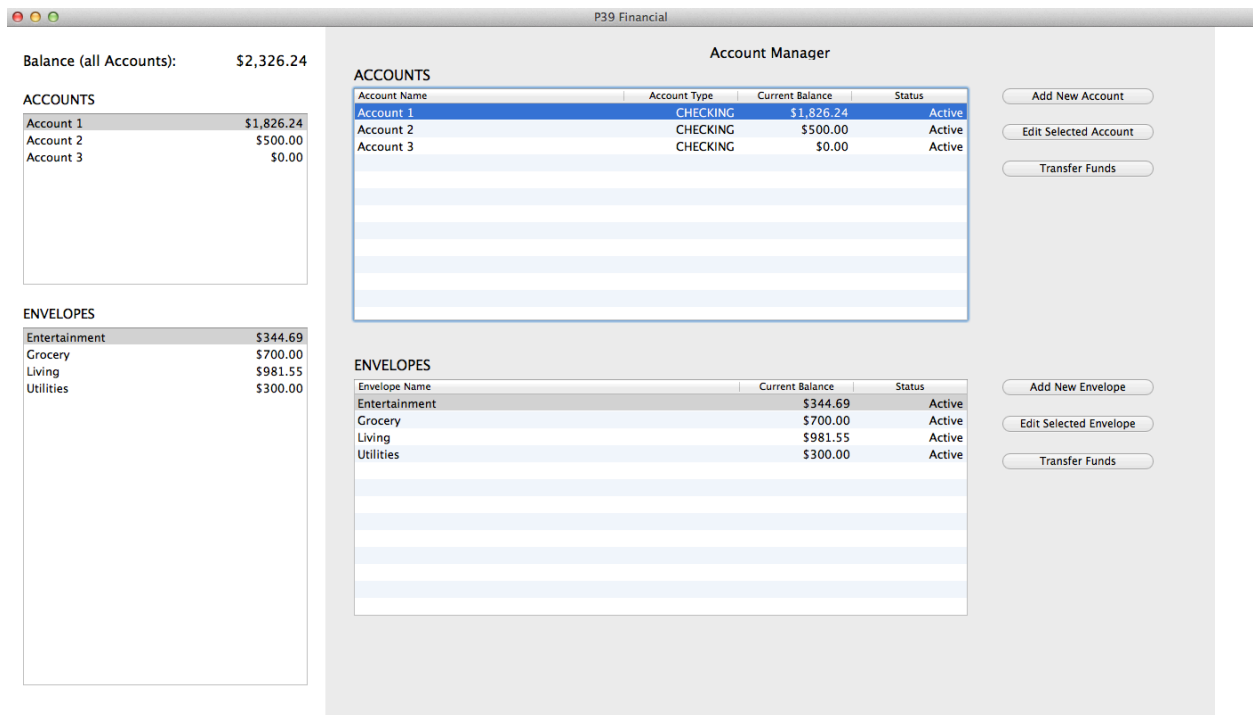 P39 Financial
Balance (all Accounts): $2,326.24
ACCOUNTS
Account 1 $1,826.24
Account 2 $500.00
Account 3 $0.00
ENVELOPES
Entertainment $344.69
Grocery $700.00
Living $981.55
Utilities $300.00
Account Manager
ACCOUNTS
Account Name Account Type Current Balance Status
Account 1 CHECKING $1,826.24 Active
Account 2 CHECKING $500.00 Active
Account 3 CHECKING $0.00 Active
Add New Account
Edit Selected Account
Transfer Funds
ENVELOPES
Envelope Name Current Balance Status
Entertainment $344.69 Active
Grocery $700.00 Active
Living $981.55 Active
Utilities $300.00 Active
Add New Envelope
Edit Selected Envelope
Transfer Funds